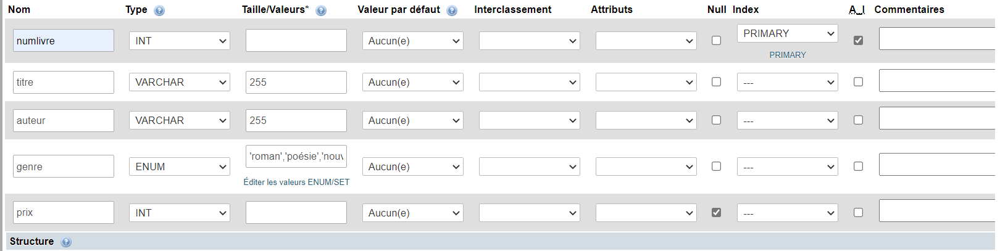 Nom Type Taille/Valeurs* Valeur par défaut Interclassement Attributs Null Index A_I Commentaires
numlivre INT Aucun(e) PRIMARY
PRIMARY
titre VARCHAR 255 Aucun(e) ---
auteur VARCHAR 255 Aucun(e) ---
genre ENUM 'roman','poésie','nouv Aucun(e) ---
Éditer les valeurs ENUM/SET
prix INT Aucun(e) ---
Structure